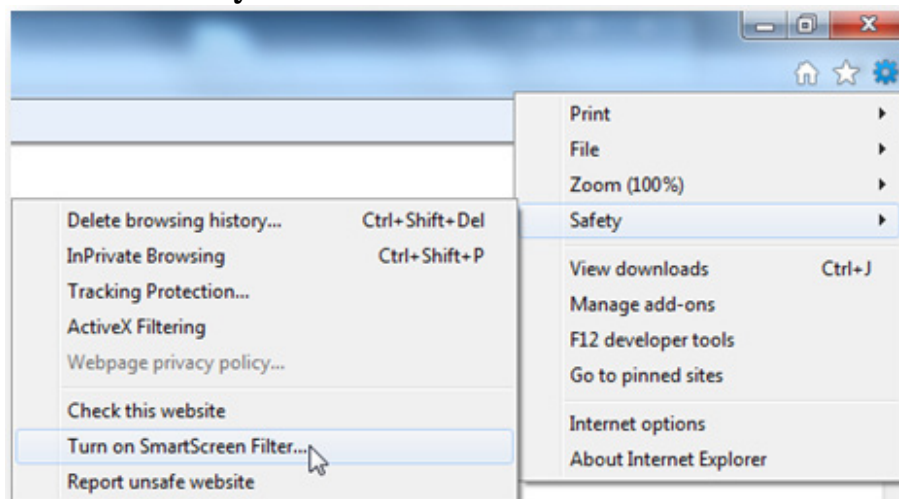 Print
File
Zoom (100%)
Safety
View downloads Ctrl+J
Manage add-ons
F12 developer tools
Go to pinned sites
Internet options
About Internet Explorer
Delete browsing history... Ctrl+Shift+Del
InPrivate Browsing Ctrl+Shift+P
Tracking Protection...
ActiveX Filtering
Webpage privacy policy...
Check this website
Turn on SmartScreen Filter...
Report unsafe website